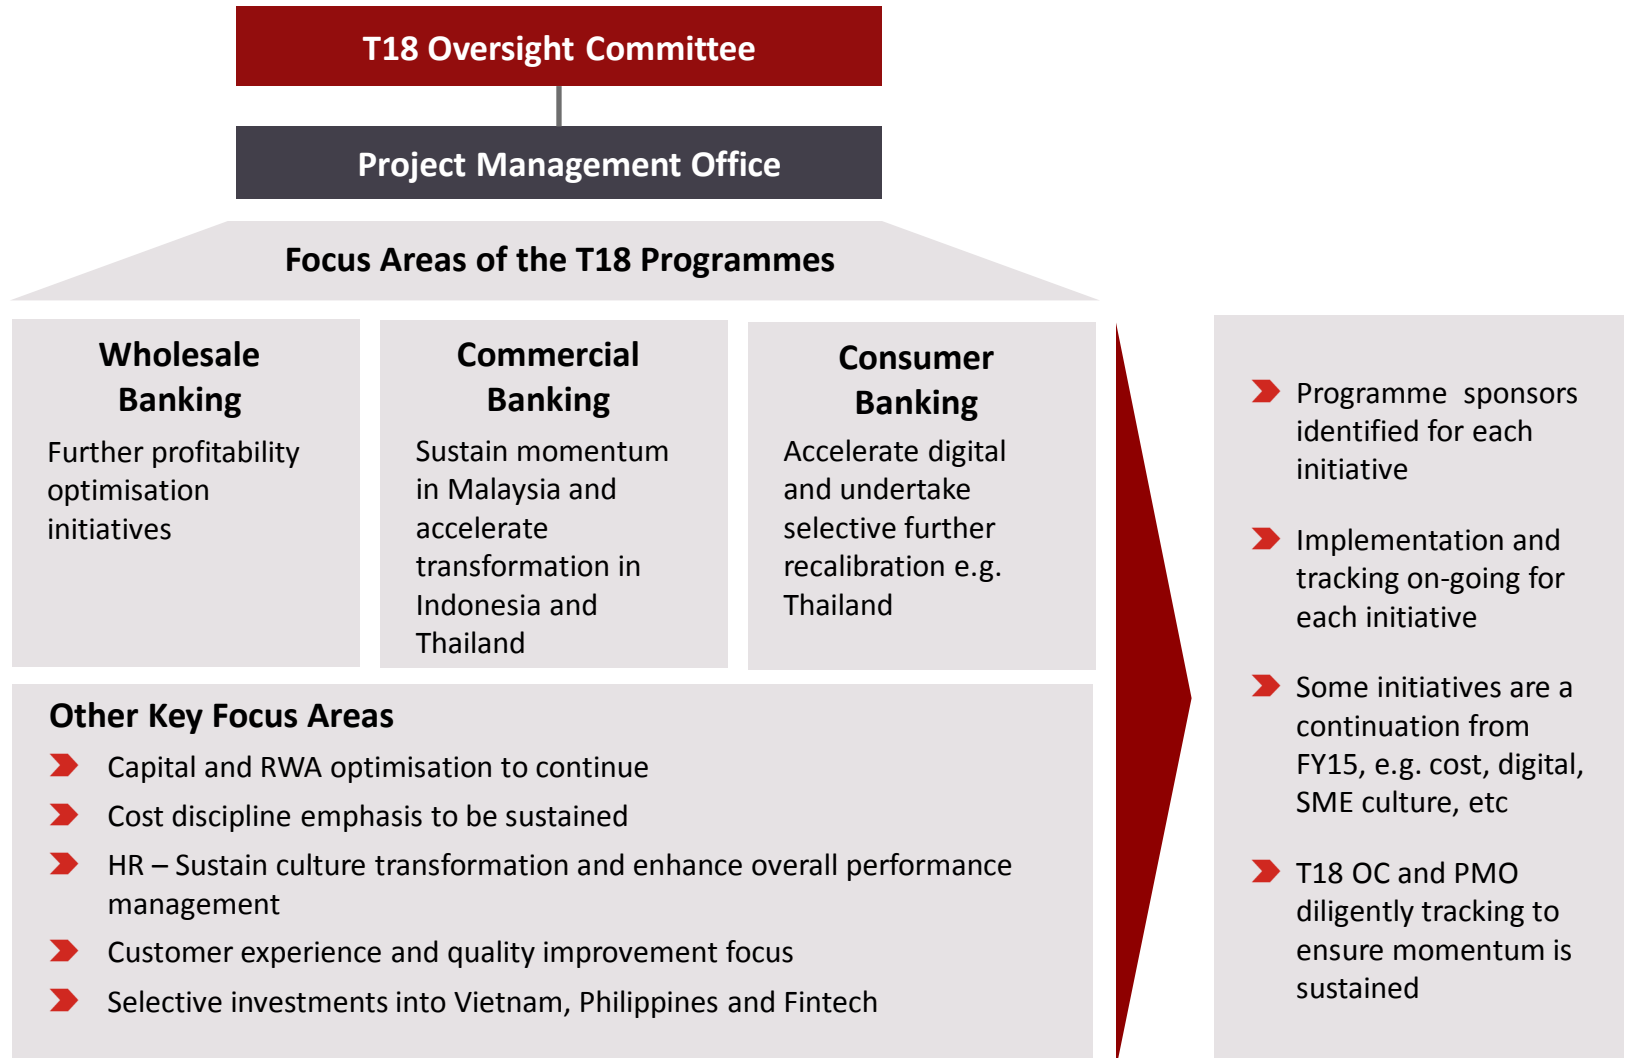 T18 Oversight Committee
Project Management Office
Focus Areas of the T18 Programmes
Wholesale
Banking
Further profitability
optimisation
initiatives
Commercial
Banking
Sustain momentum
in Malaysia and
accelerate
transformation in
Indonesia and
Thailand
Consumer
Banking
Accelerate digital
and undertake
selective further
recalibration e.g.
Thailand
Other Key Focus Areas
Capital and RWA optimisation to continue
Cost discipline emphasis to be sustained
HR – Sustain culture transformation and enhance overall performance
management
Customer experience and quality improvement focus
Selective investments into Vietnam, Philippines and Fintech
Programme sponsors
identified for each
initiative
Implementation and
tracking on-going for
each initiative
Some initiatives are a
continuation from
FY15, e.g. cost, digital,
SME culture, etc
T18 OC and PMO
diligently tracking to
ensure momentum is
sustained